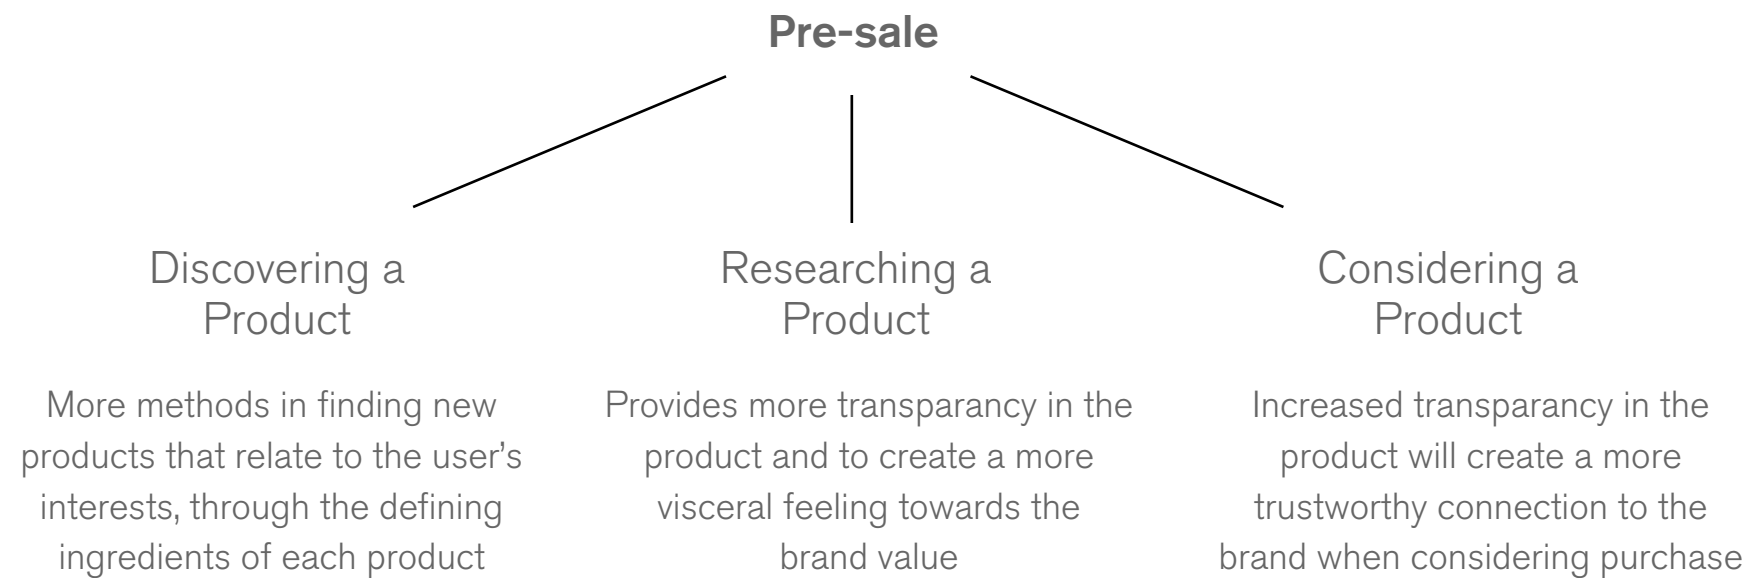 Pre-sale
Discovering a
Product
More methods in finding new
products that relate to the user’s
interests, through the defining
ingredients of each product
Researching a
Product
Provides more transparancy in the
product and to create a more
visceral feeling towards the
brand value
Considering a
Product
Increased transparancy in the
product will create a more
trustworthy connection to the
brand when considering purchase